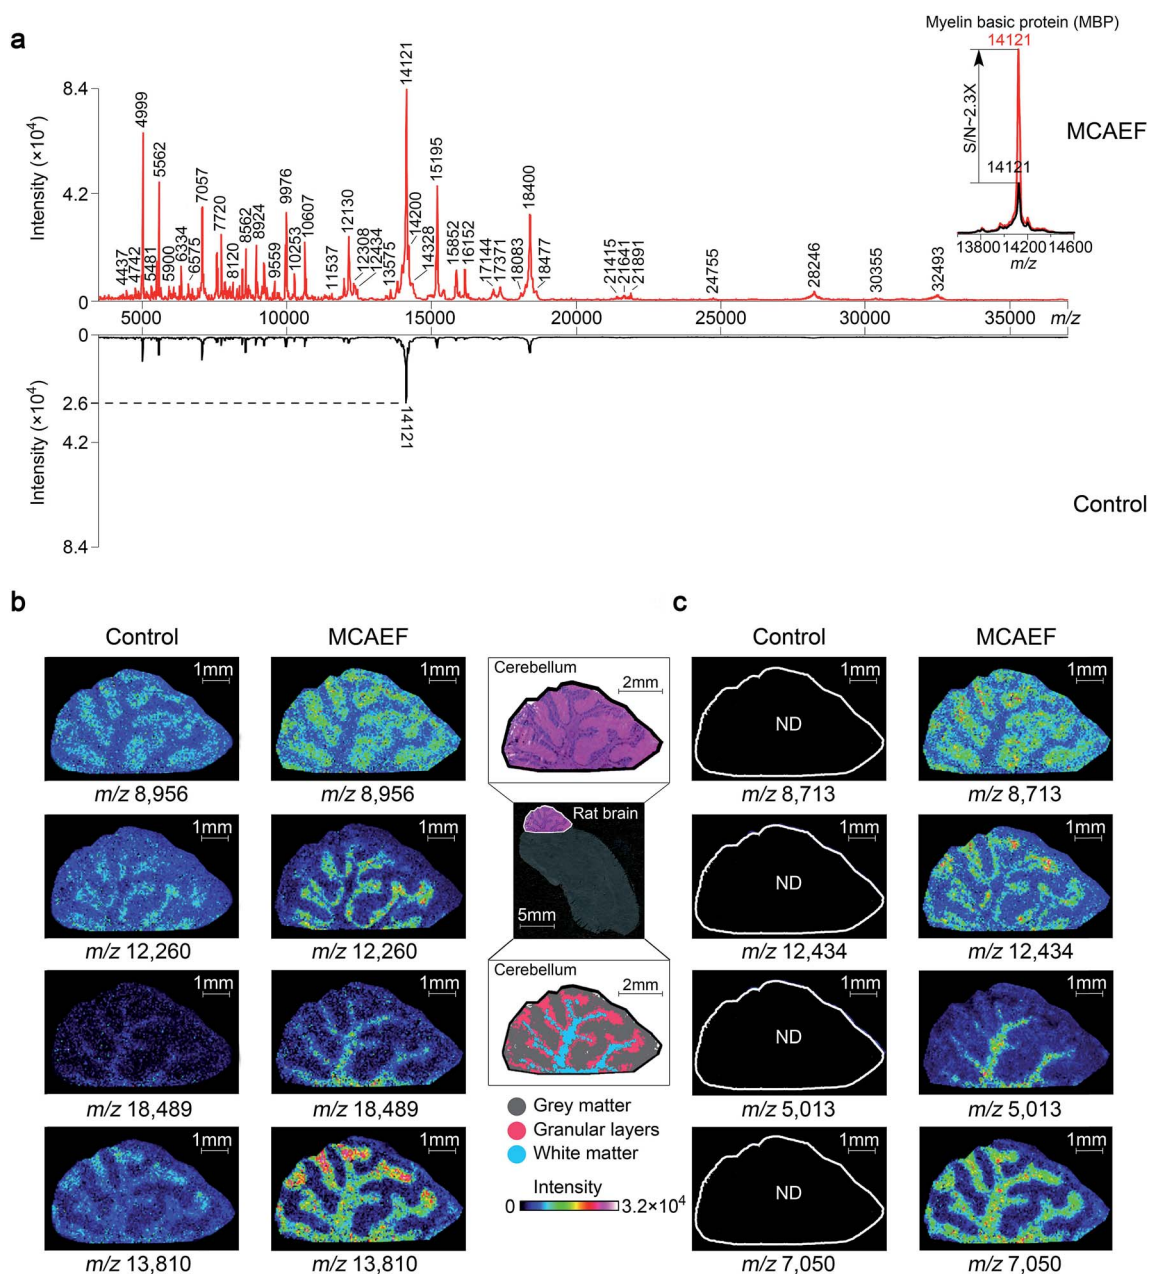 a
Myelin basic protein (MBP)
14121
S/N~2.3X
14121
13800 14200 14600
m/z
MCAEF
Intensity (×10⁴)
8.4
4.2
0
4437
4742
4999
5481
5562
5900
6334
6575
7057
7720
8120
8562
8924
9559
9976
10253
10607
11537
12130
12308
12434
13575
14121
14200
14328
15195
15852
16152
17144
17371
18083
18400
18477
21415
21641
21891
24755
28246
30355
32493
5000 10000 15000 20000 25000 30000 35000 m/z
Intensity (×10⁴)
0
2.6
4.2
8.4
14121
Control
b
Control MCAEF
1mm 1mm
m/z 8,956 m/z 8,956
1mm 1mm
m/z 12,260 m/z 12,260
1mm 1mm
m/z 18,489 m/z 18,489
1mm 1mm
m/z 13,810 m/z 13,810
Cerebellum
2mm
Rat brain
5mm
Cerebellum
2mm
Grey matter
Granular layers
White matter
Intensity
0 3.2×10⁴
c
Control MCAEF
ND 1mm
m/z 8,713 m/z 8,713
1mm ND 1mm
m/z 12,434 m/z 12,434
1mm ND 1mm
m/z 5,013 m/z 5,013
1mm ND 1mm
m/z 7,050 m/z 7,050
1mm